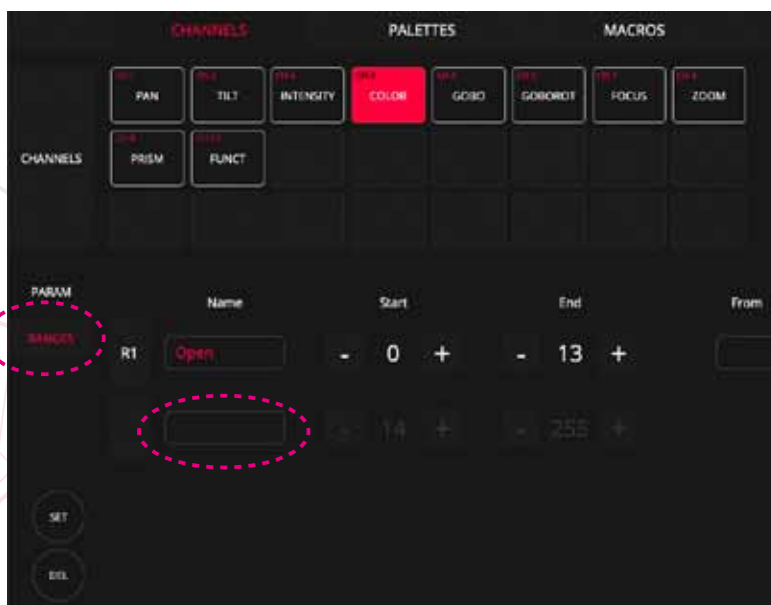 CHANNELS PALETTES MACROS
PAN TILT INTENSITY COLOR GOBO GOBOROT FOCUS ZOOM
CHANNELS PRISM FUNCT
PARAM
Name Start End From
RANGES
R1 Open - 0 + - 13 +
- 14 + - 255 +
SET
DEL